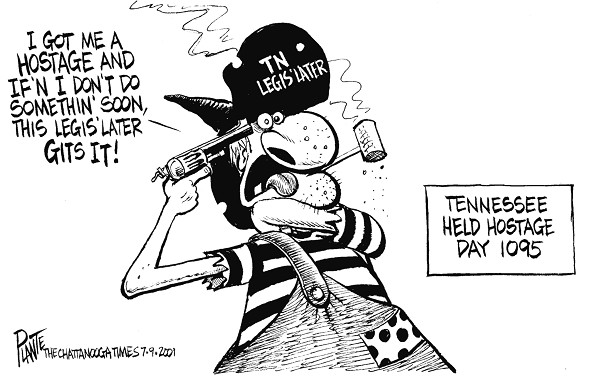 I GOT ME A
HOSTAGE AND
IF'N I DON'T DO
SOMETHIN' SOON,
THIS LEGIS'LATER
GITS IT!
TN
LEGIS'LATER
TENNESSEE
HELD HOSTAGE
DAY 1095
PLANTE THE CHATTANOOGA TIMES 7.9.2001